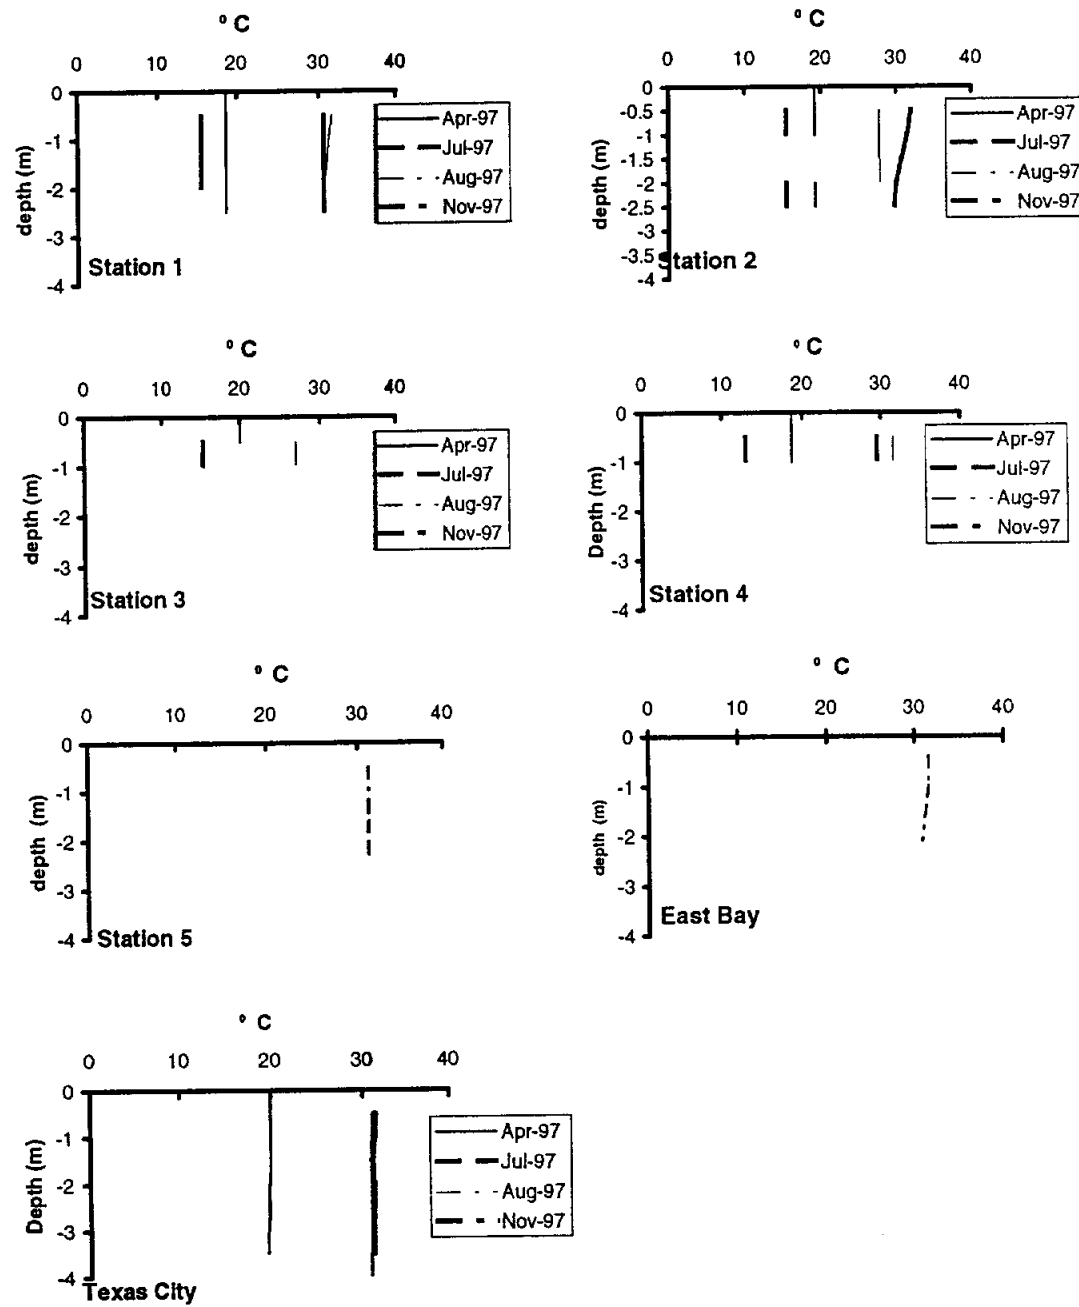 ° C
0 10 20 30 40
0
-1
-2
-3
-4
depth (m)
Apr-97
Jul-97
Aug-97
Nov-97
Station 1
° C
0 10 20 30 40
0
-0.5
-1
-1.5
-2
-2.5
-3
-3.5
-4
depth (m)
Apr-97
Jul-97
Aug-97
Nov-97
Station 2
° C
0 10 20 30 40
0
-1
-2
-3
-4
depth (m)
Apr-97
Jul-97
Aug-97
Nov-97
Station 3
° C
0 10 20 30 40
0
-1
-2
-3
-4
Depth (m)
Apr-97
Jul-97
Aug-97
Nov-97
Station 4
° C
0 10 20 30 40
0
-1
-2
-3
-4
depth (m)
Station 5
° C
0 10 20 30 40
0
-1
-2
-3
-4
depth (m)
East Bay
° C
0 10 20 30 40
0
-1
-2
-3
-4
Depth (m)
Apr-97
Jul-97
Aug-97
Nov-97
Texas City